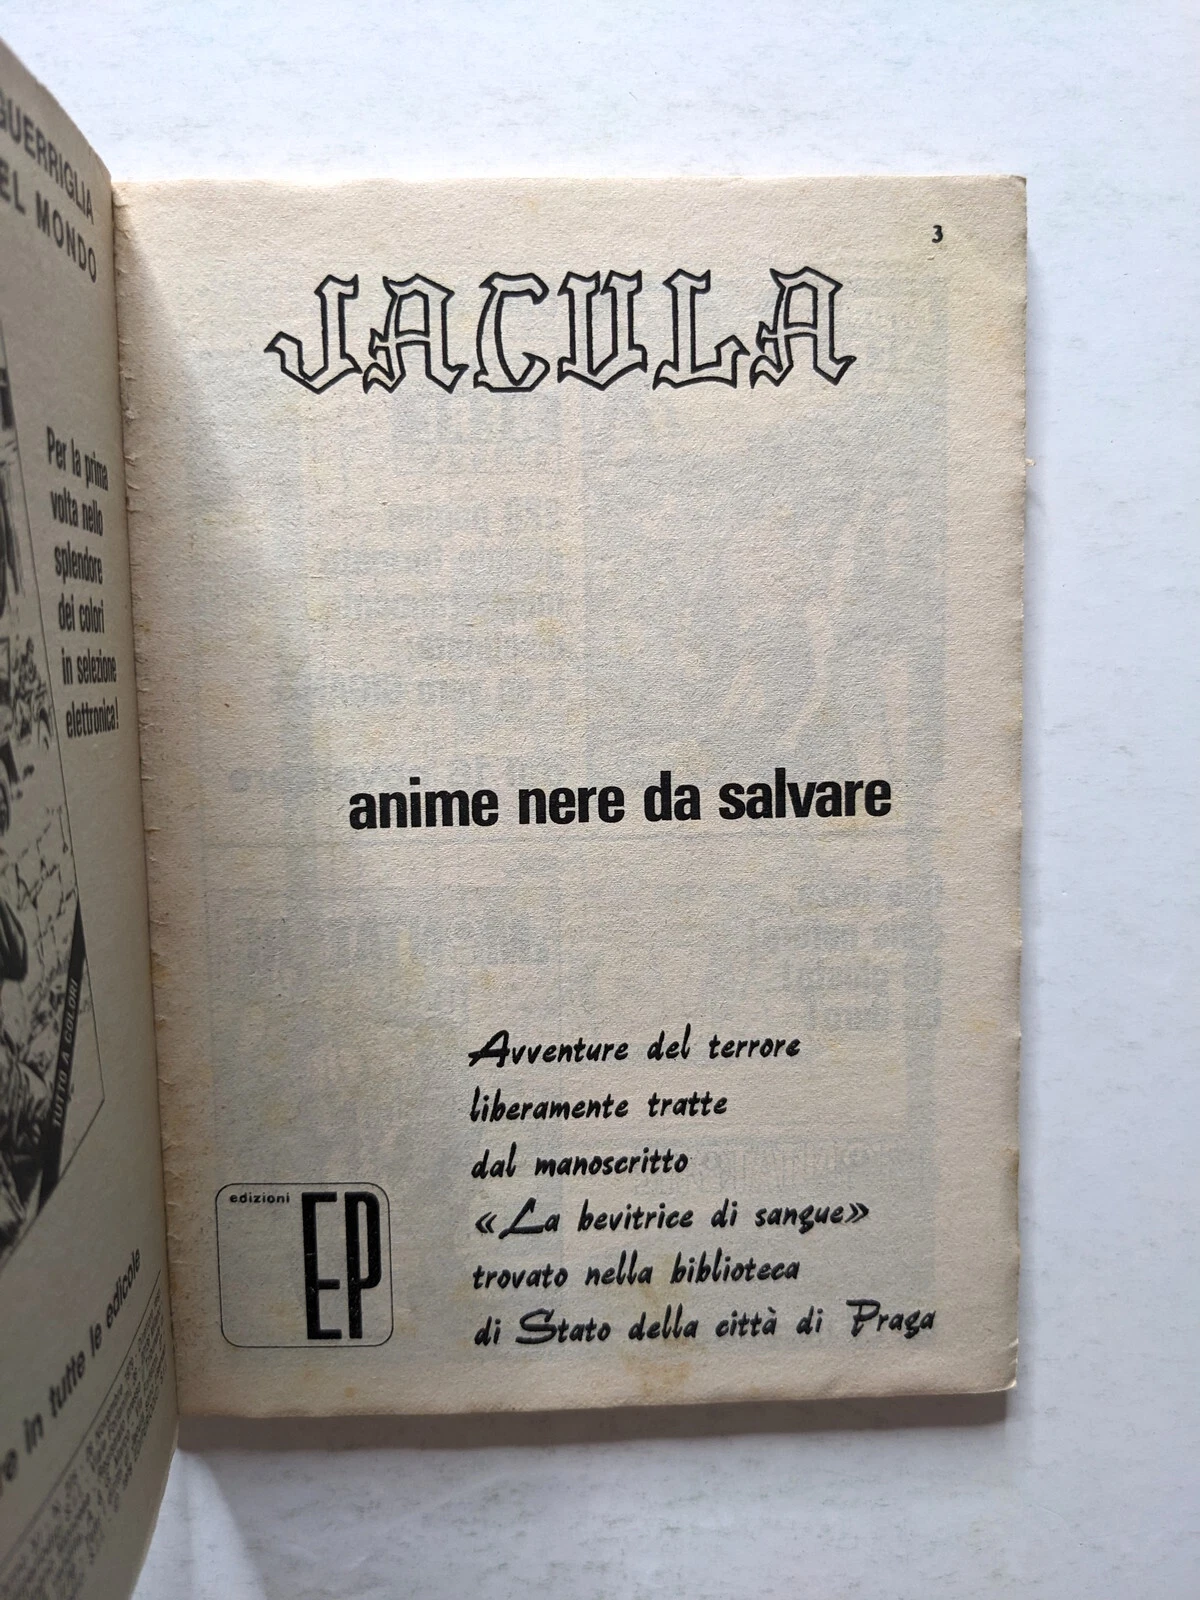 GUERRIGLIA
EL MONDO
Per la prima
volta nello
splendore
dei colori
in selezione
elettronica!
TUTTO A COLORI
in tutte le edicole
3
JACULA
anime nere da salvare
Avventure del terrore
liberamente tratte
dal manoscritto
«La bevitrice di sangue»
trovato nella biblioteca
di Stato della città di Praga
edizioni
EP